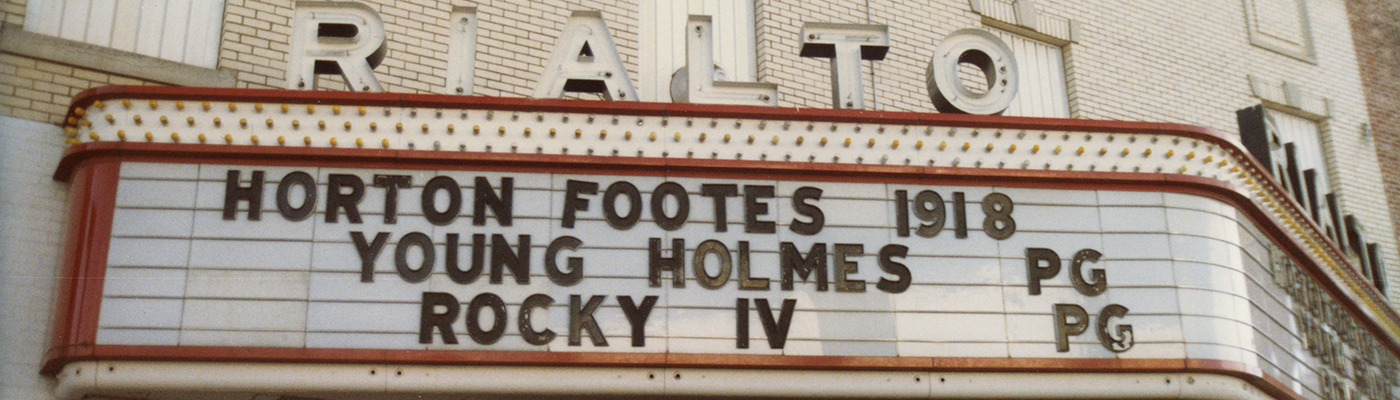 RIALTO
HORTON FOOTES 1918
YOUNG HOLMES PG
ROCKY IV PG